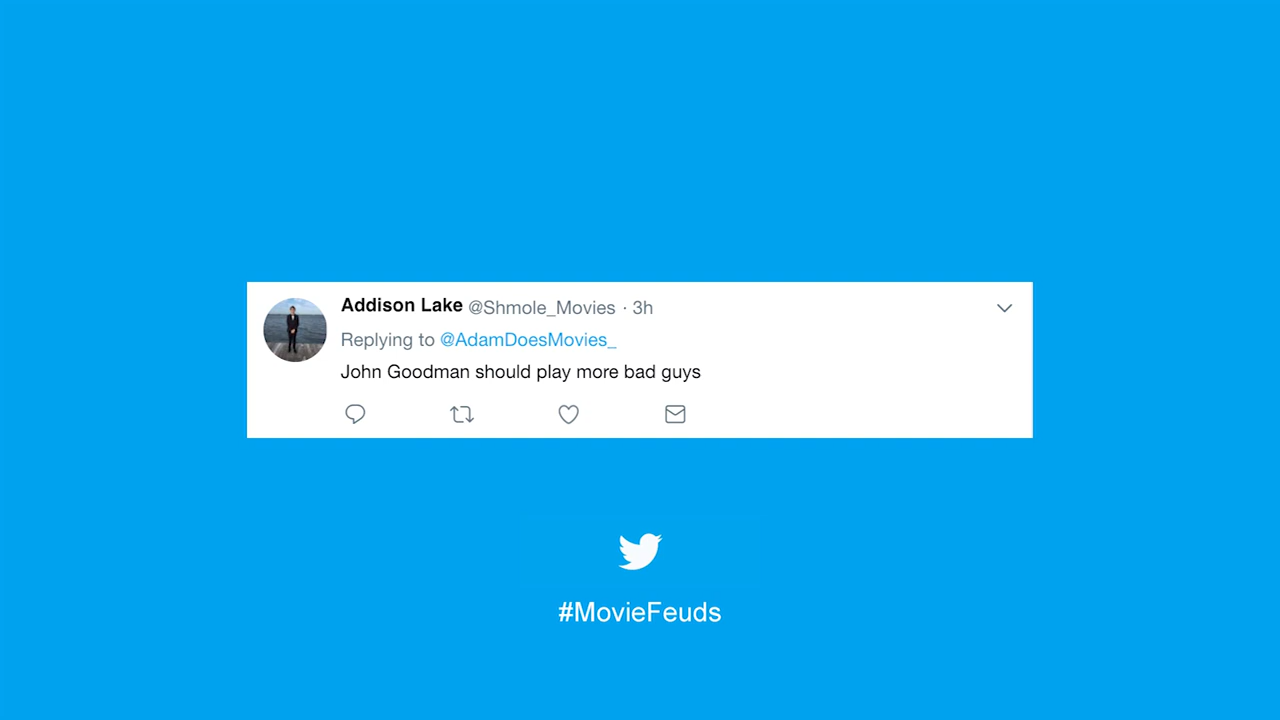 Addison Lake @Shmole_Movies · 3h
Replying to @AdamDoesMovies_
John Goodman should play more bad guys
#MovieFeuds